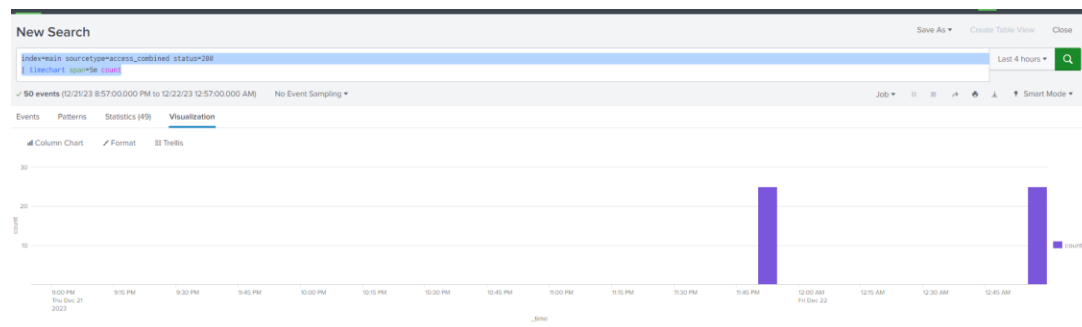 New Search
Save As ▾ Create Table View Close
index=main sourcetype=access_combined status=200
| timechart span=5m count
Last 4 hours ▾
✓ 50 events (12/21/23 8:57:00.000 PM to 12/22/23 12:57:00.000 AM) No Event Sampling ▾
Job ▾ Smart Mode ▾
Events Patterns Statistics (49) Visualization
Column Chart Format Trellis
30
20
10
count
count
9:00 PM 9:15 PM 9:30 PM 9:45 PM 10:00 PM 10:15 PM 10:30 PM 10:45 PM 11:00 PM 11:15 PM 11:30 PM 11:45 PM 12:00 AM 12:15 AM 12:30 AM 12:45 AM
Thu Dec 21 Fri Dec 22
2023
_time